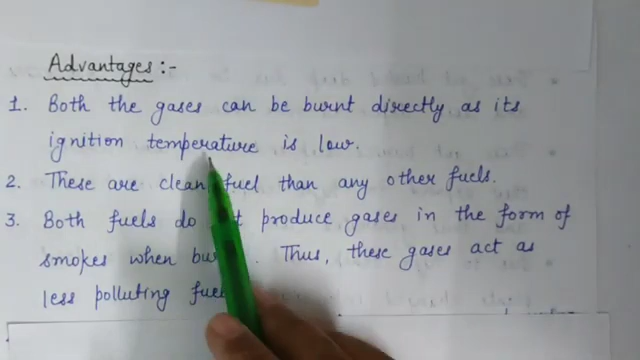 Advantages :-
1. Both the gases can be burnt directly as its
ignition temperature is low.
2. These are clean fuel than any other fuels.
3. Both fuels do produce gases in the form of
smokes when Thus, these gases act as
less polluting